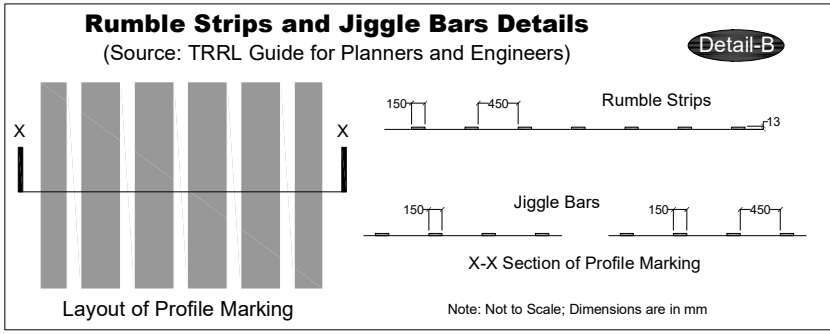 Rumble Strips and Jiggle Bars Details
(Source: TRRL Guide for Planners and Engineers)
Detail-B
X X
Layout of Profile Marking
150 450 Rumble Strips
13
Jiggle Bars
150 150 450
X-X Section of Profile Marking
Note: Not to Scale; Dimensions are in mm